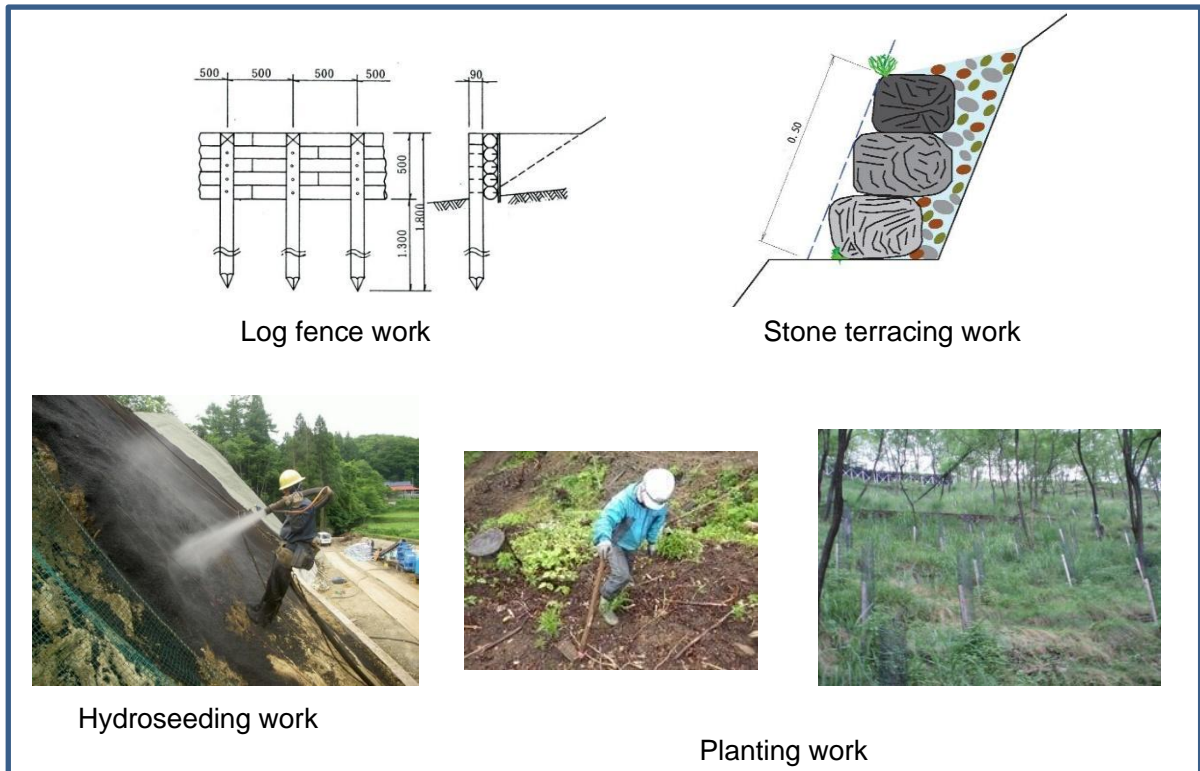 500 500 500 500 90
500
1.300
1.800
0.50
Log fence work
Stone terracing work
Hydroseeding work
Planting work